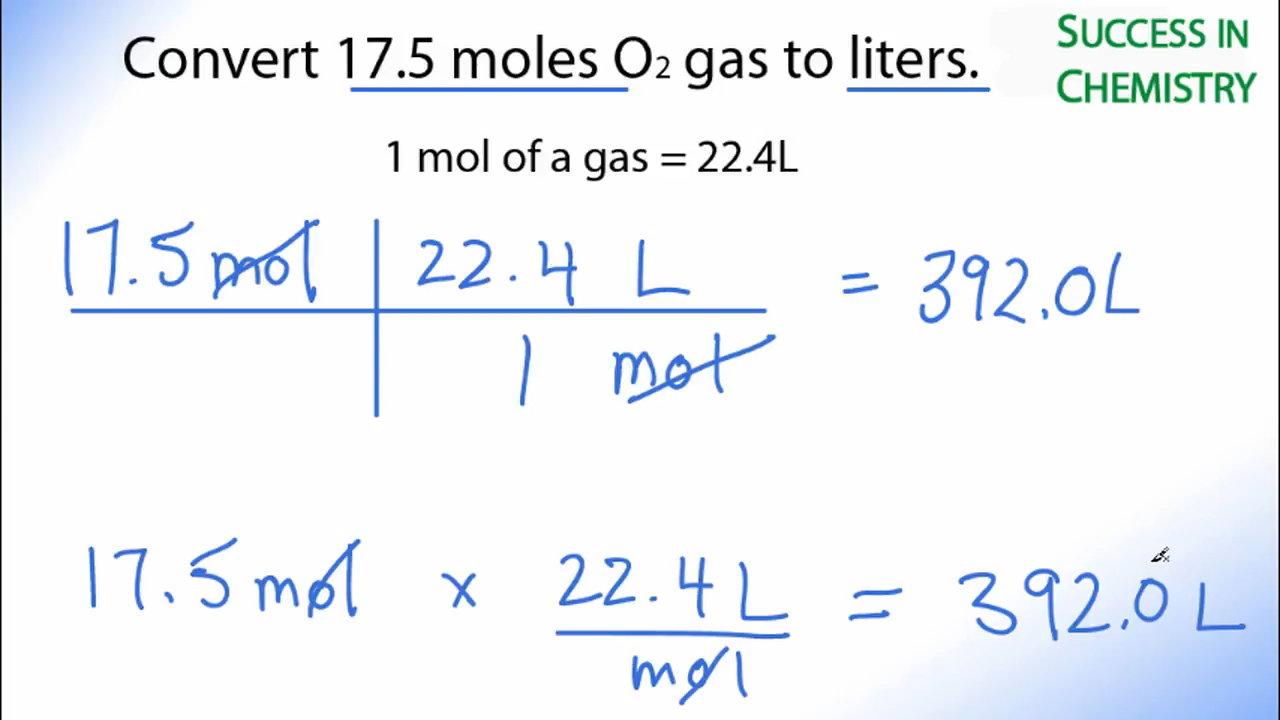 Convert 17.5 moles O₂ gas to liters.
SUCCESS IN
CHEMISTRY
1 mol of a gas = 22.4L
17.5 mol | 22.4 L = 392.0L
1 mol
17.5 mol x 22.4 L = 392.0 L
mol